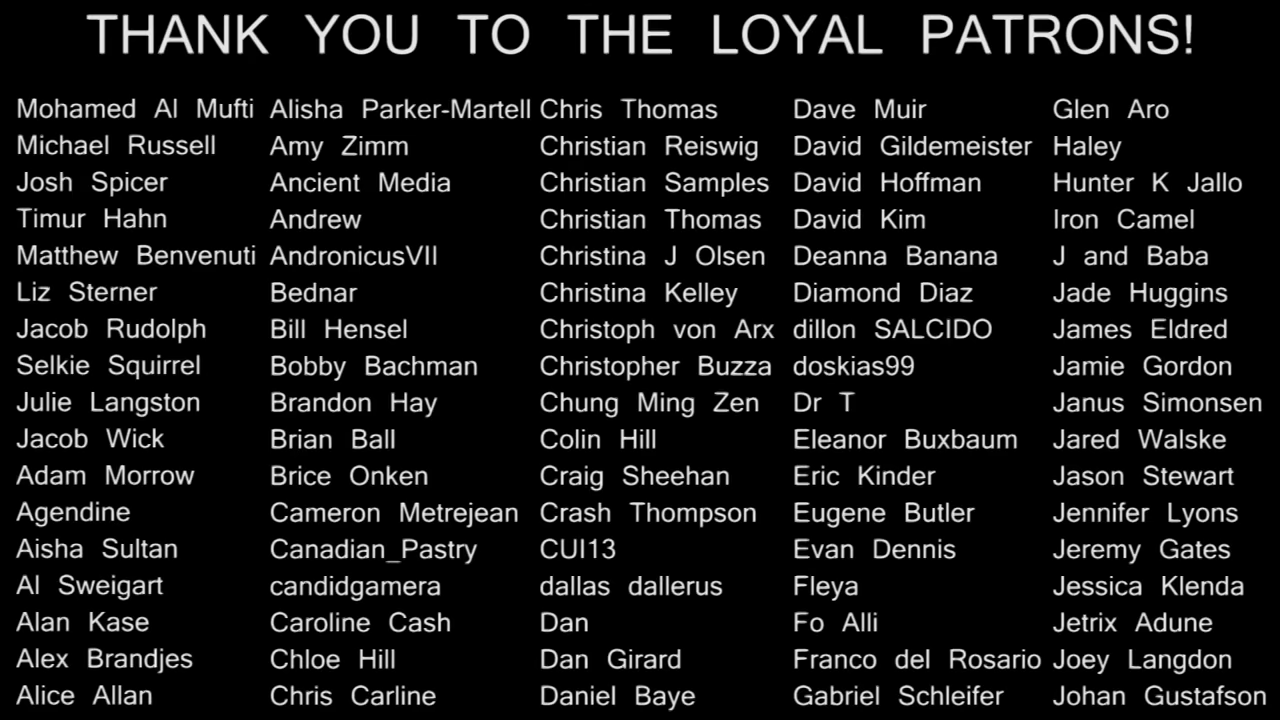 THANK YOU TO THE LOYAL PATRONS!
Mohamed Al Mufti
Michael Russell
Josh Spicer
Timur Hahn
Matthew Benvenuti
Liz Sterner
Jacob Rudolph
Selkie Squirrel
Julie Langston
Jacob Wick
Adam Morrow
Agendine
Aisha Sultan
Al Sweigart
Alan Kase
Alex Brandjes
Alice Allan
Alisha Parker-Martell
Amy Zimm
Ancient Media
Andrew
AndronicusVII
Bednar
Bill Hensel
Bobby Bachman
Brandon Hay
Brian Ball
Brice Onken
Cameron Metrejean
Canadian_Pastry
candidgamera
Caroline Cash
Chloe Hill
Chris Carline
Chris Thomas
Christian Reiswig
Christian Samples
Christian Thomas
Christina J Olsen
Christina Kelley
Christoph von Arx
Christopher Buzza
Chung Ming Zen
Colin Hill
Craig Sheehan
Crash Thompson
CUI13
dallas dallerus
Dan
Dan Girard
Daniel Baye
Dave Muir
David Gildemeister
David Hoffman
David Kim
Deanna Banana
Diamond Diaz
dillon SALCIDO
doskias99
Dr T
Eleanor Buxbaum
Eric Kinder
Eugene Butler
Evan Dennis
Fleya
Fo Alli
Franco del Rosario
Gabriel Schleifer
Glen Aro
Haley
Hunter K Jallo
Iron Camel
J and Baba
Jade Huggins
James Eldred
Jamie Gordon
Janus Simonsen
Jared Walske
Jason Stewart
Jennifer Lyons
Jeremy Gates
Jessica Klenda
Jetrix Adune
Joey Langdon
Johan Gustafson